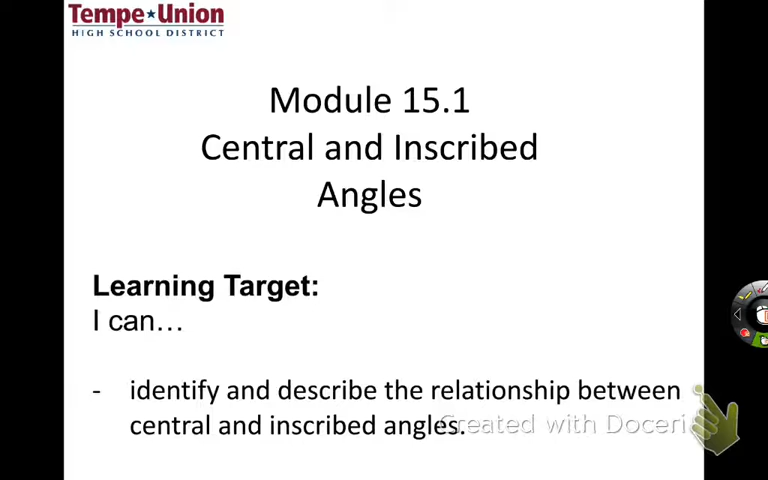 Tempe★Union
HIGH SCHOOL DISTRICT
Module 15.1
Central and Inscribed
Angles
Learning Target:
I can…
- identify and describe the relationship between
central and inscribed angles.
Created with Doceri